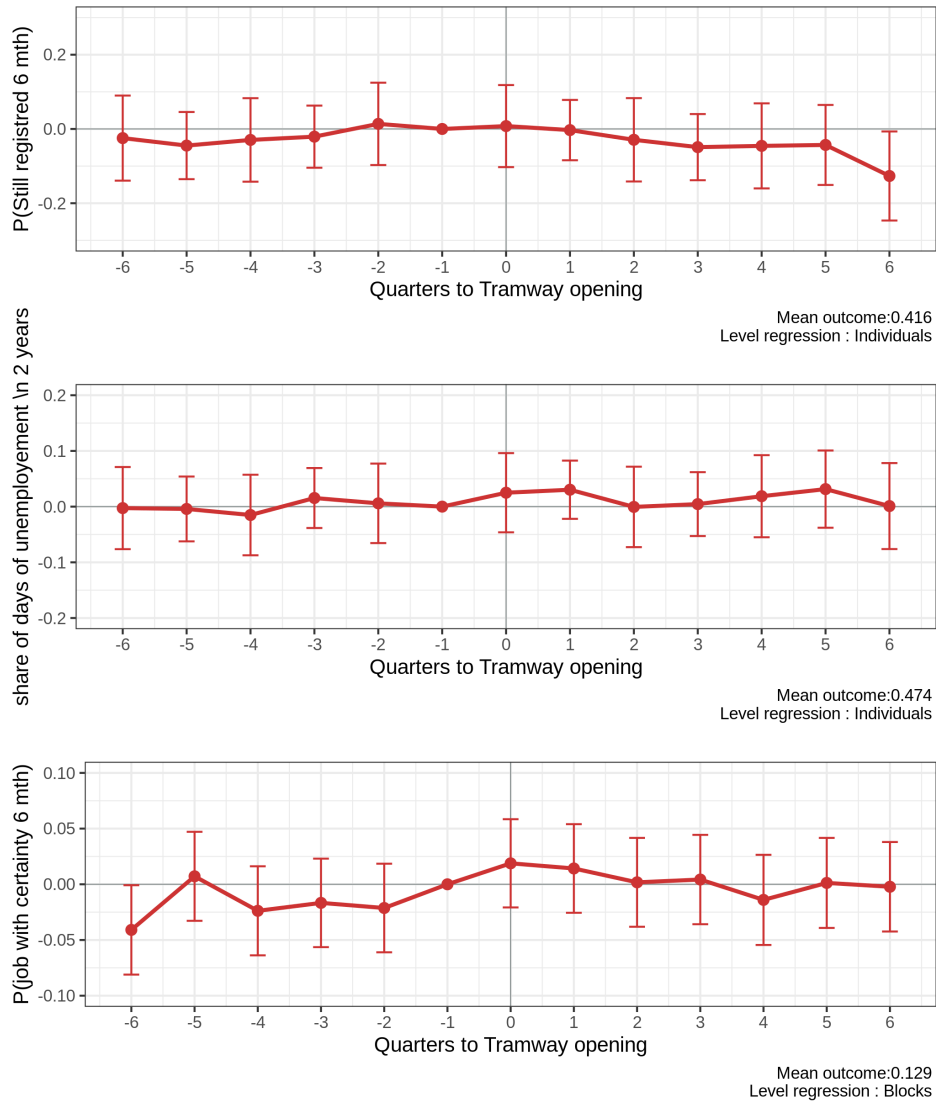 P(Still registred 6 mth)
0.2
0.0
-0.2
-6 -5 -4 -3 -2 -1 0 1 2 3 4 5 6
Quarters to Tramway opening
Mean outcome:0.416
Level regression : Individuals
share of days of unemployement \n 2 years
0.2
0.1
0.0
-0.1
-0.2
-6 -5 -4 -3 -2 -1 0 1 2 3 4 5 6
Quarters to Tramway opening
Mean outcome:0.474
Level regression : Individuals
P(job with certainty 6 mth)
0.10
0.05
0.00
-0.05
-0.10
-6 -5 -4 -3 -2 -1 0 1 2 3 4 5 6
Quarters to Tramway opening
Mean outcome:0.129
Level regression : Blocks